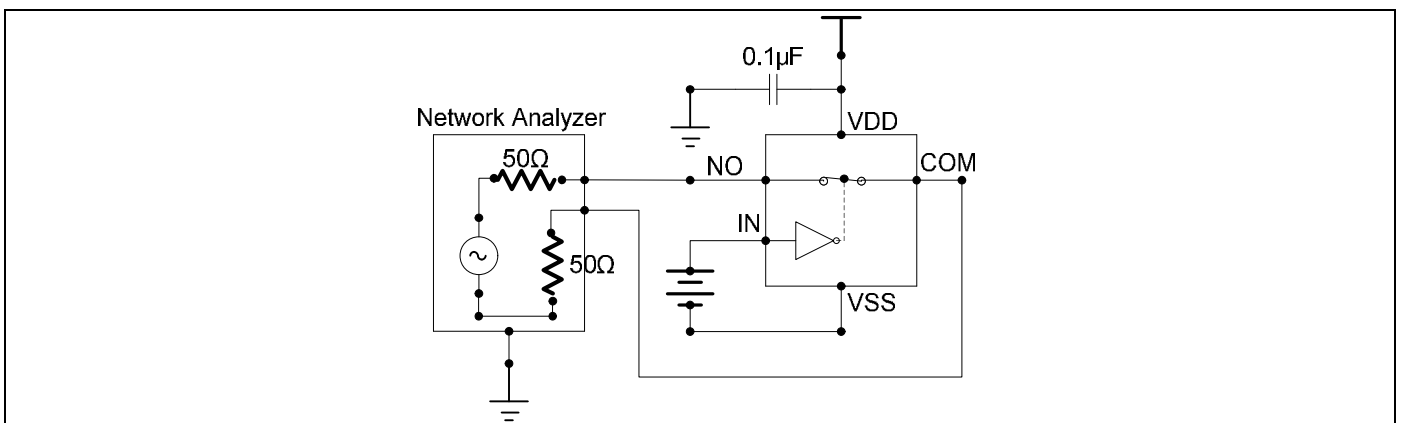 0.1µF
Network Analyzer
VDD
50Ω
NO
COM
IN
50Ω
VSS